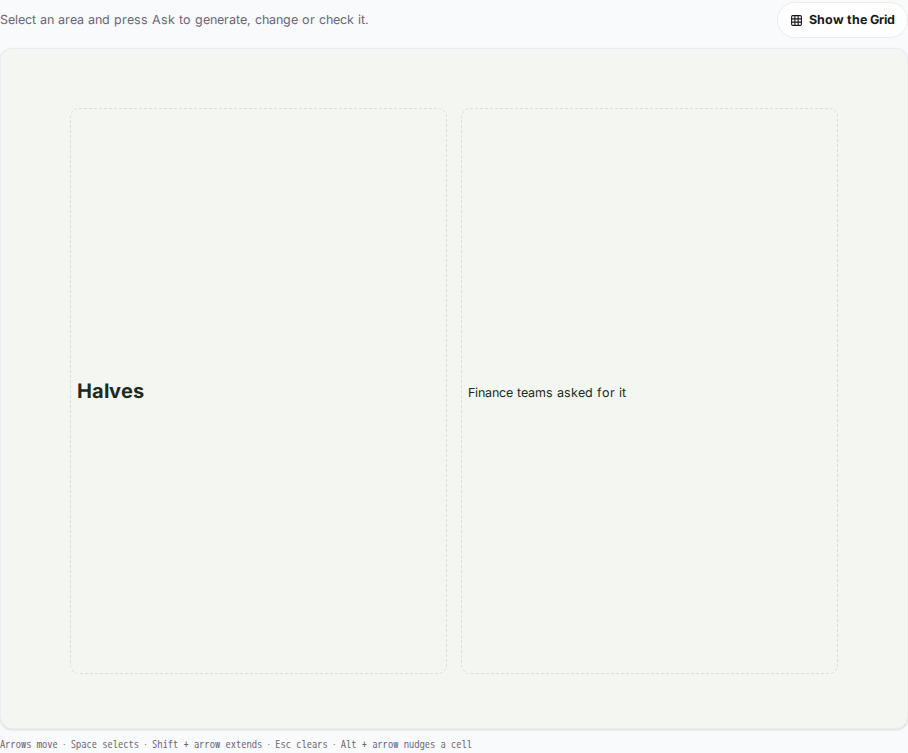 Select an area and press Ask to generate, change or check it.
Show the Grid
Halves
Finance teams asked for it
Arrows move · Space selects · Shift + arrow extends · Esc clears · Alt + arrow nudges a cell